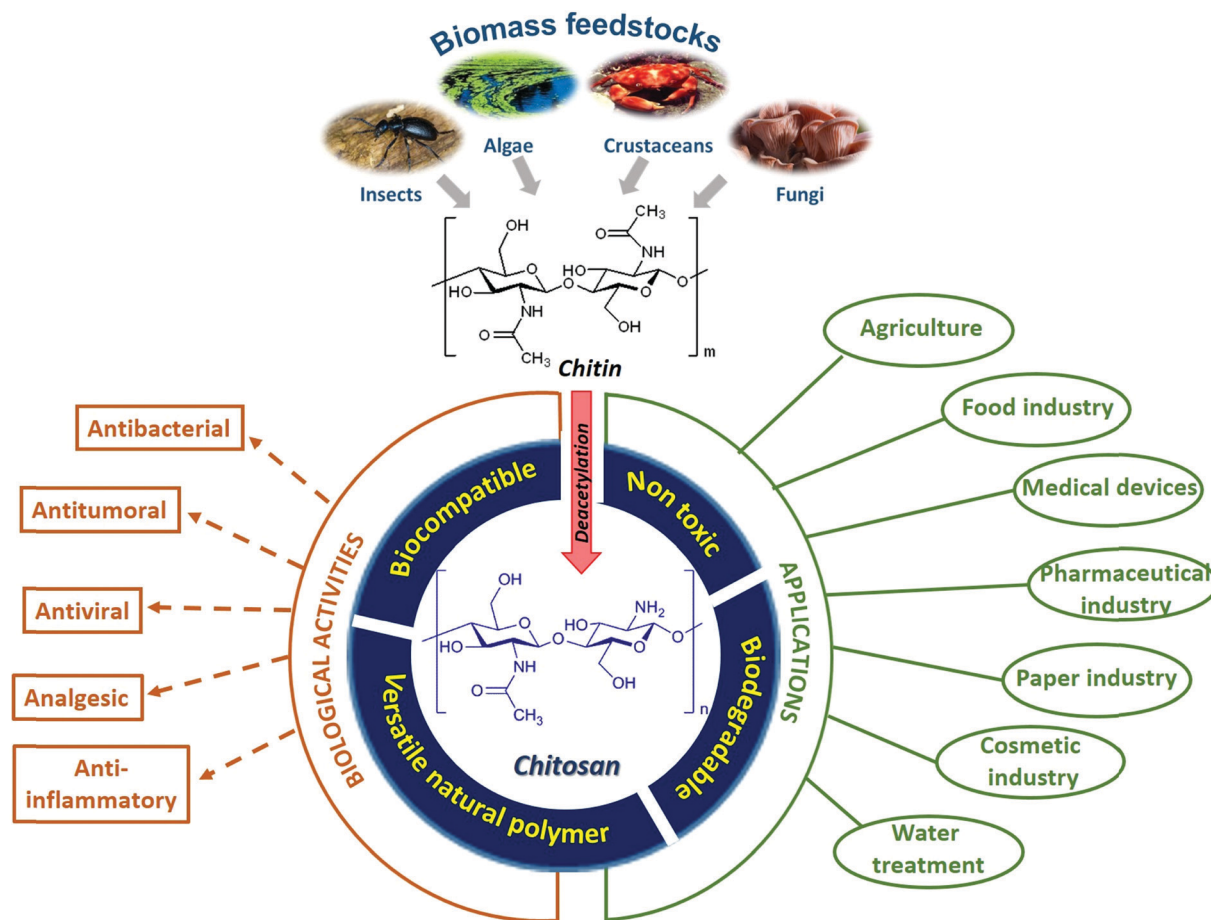 Biomass feedstocks
Insects
Algae
Crustaceans
Fungi
OH
O
HO
NH
O
CH3
O
CH3
O
NH
HO
O
O
OH
m
Chitin
Deacetylation
BIOLOGICAL ACTIVITIES
Antibacterial
Antitumoral
Antiviral
Analgesic
Anti-
inflammatory
Biocompatible
Non toxic
Biodegradable
Versatile natural polymer
OH
O
HO
NH
O
CH3
O
NH2
HO
O
O
OH
n
Chitosan
APPLICATIONS
Agriculture
Food industry
Medical devices
Pharmaceutical
industry
Paper industry
Cosmetic
industry
Water
treatment